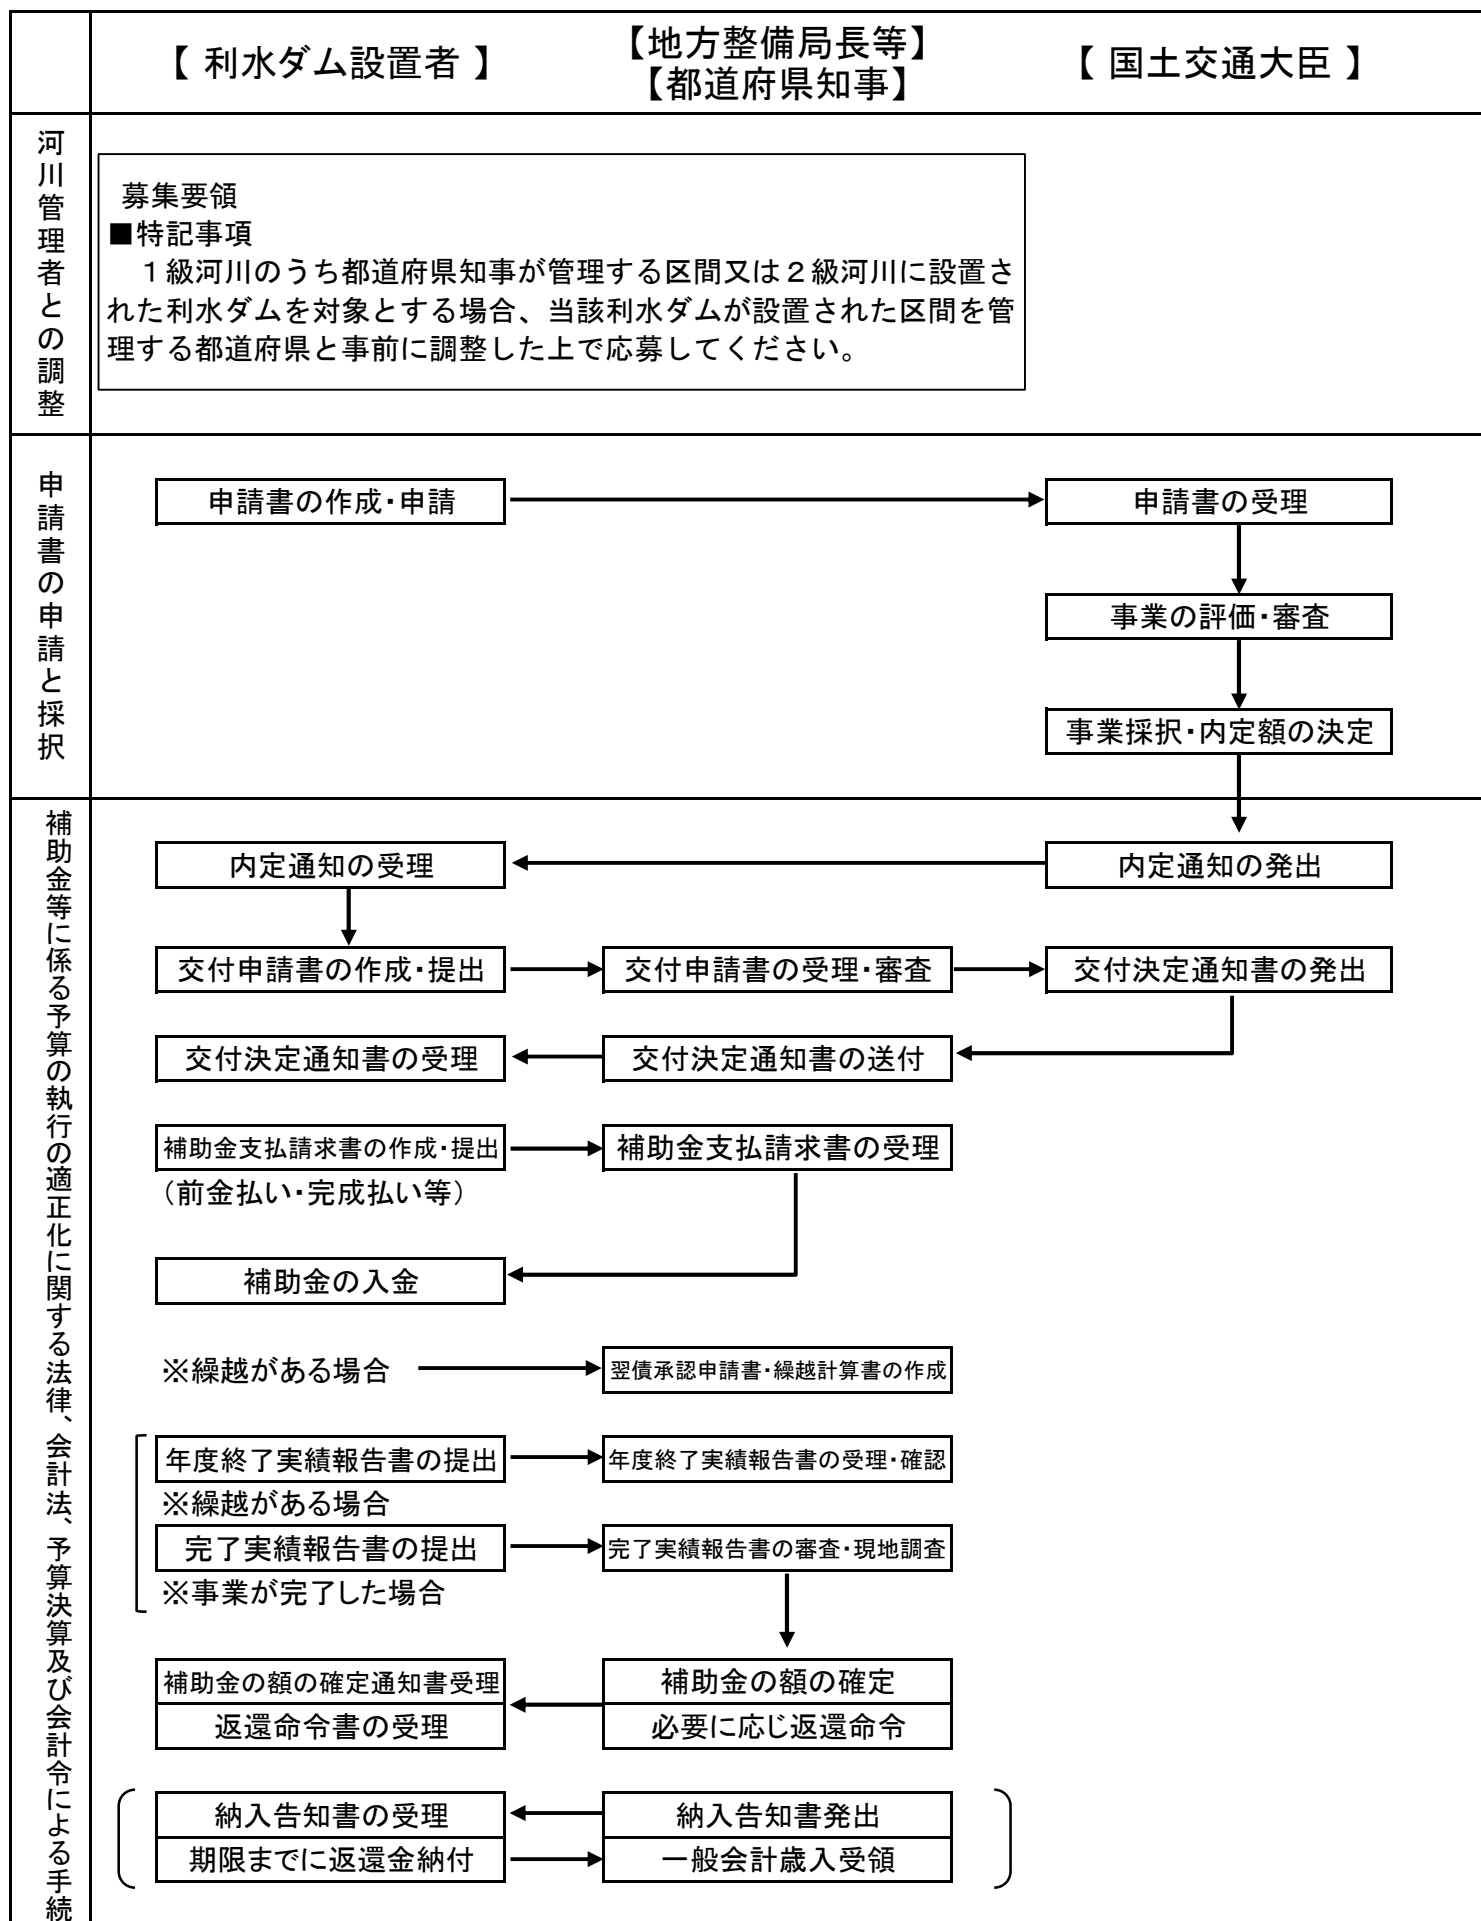 【 利水ダム設置者 】
【地方整備局長等】
【都道府県知事】
【 国土交通大臣 】
河川管理者との調整
募集要領
■特記事項
１級河川のうち都道府県知事が管理する区間又は２級河川に設置さ
れた利水ダムを対象とする場合、当該利水ダムが設置された区間を管
理する都道府県と事前に調整した上で応募してください。
申請書の申請と採択
申請書の作成・申請
申請書の受理
事業の評価・審査
事業採択・内定額の決定
補助金等に係る予算の執行の適正化に関する法律、会計法、予算決算及び会計令による手続
内定通知の受理
内定通知の発出
交付申請書の作成・提出
交付申請書の受理・審査
交付決定通知書の発出
交付決定通知書の受理
交付決定通知書の送付
補助金支払請求書の作成・提出
補助金支払請求書の受理
（前金払い・完成払い等）
補助金の入金
※繰越がある場合
翌債承認申請書・繰越計算書の作成
年度終了実績報告書の提出
年度終了実績報告書の受理・確認
※繰越がある場合
完了実績報告書の提出
完了実績報告書の審査・現地調査
※事業が完了した場合
補助金の額の確定通知書受理
補助金の額の確定
返還命令書の受理
必要に応じ返還命令
納入告知書の受理
納入告知書発出
期限までに返還金納付
一般会計歳入受領